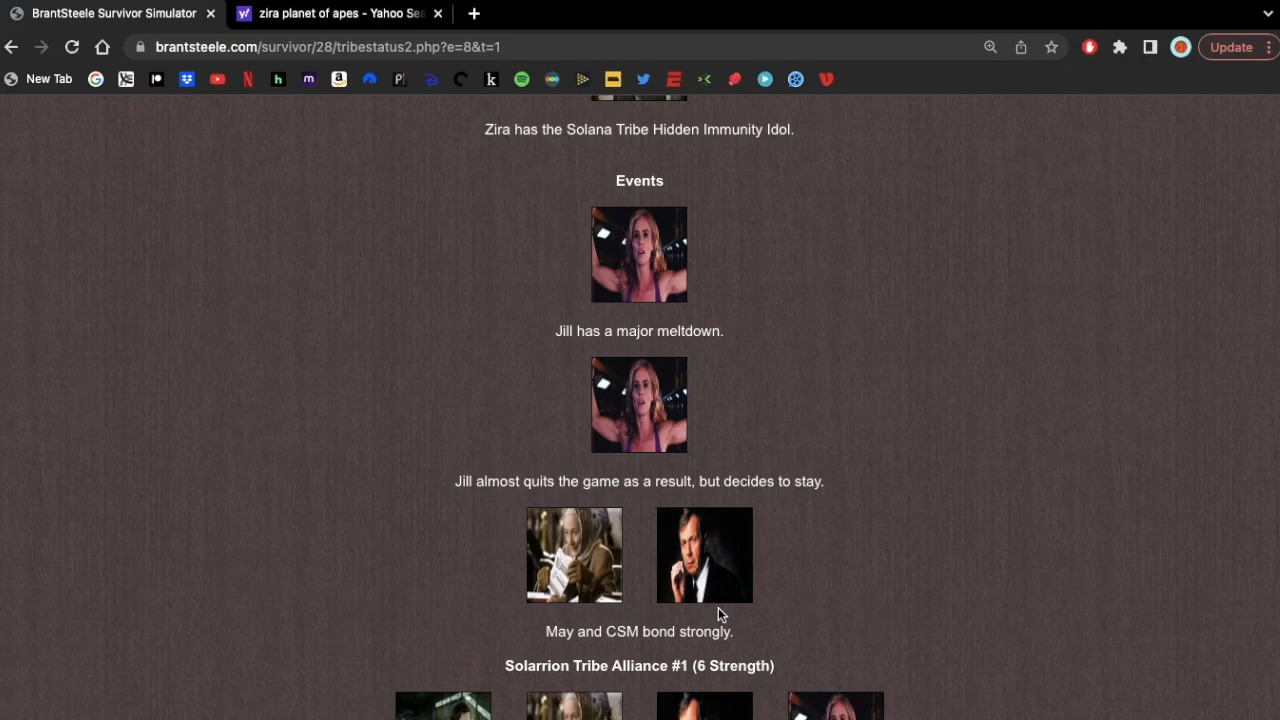 BrantSteele Survivor Simulator
zira planet of apes - Yahoo Sea
brantsteele.com/survivor/28/tribestatus2.php?e=8&t=1
Update
New Tab
Zira has the Solana Tribe Hidden Immunity Idol.
Events
Jill has a major meltdown.
Jill almost quits the game as a result, but decides to stay.
May and CSM bond strongly.
Solarrion Tribe Alliance #1 (6 Strength)